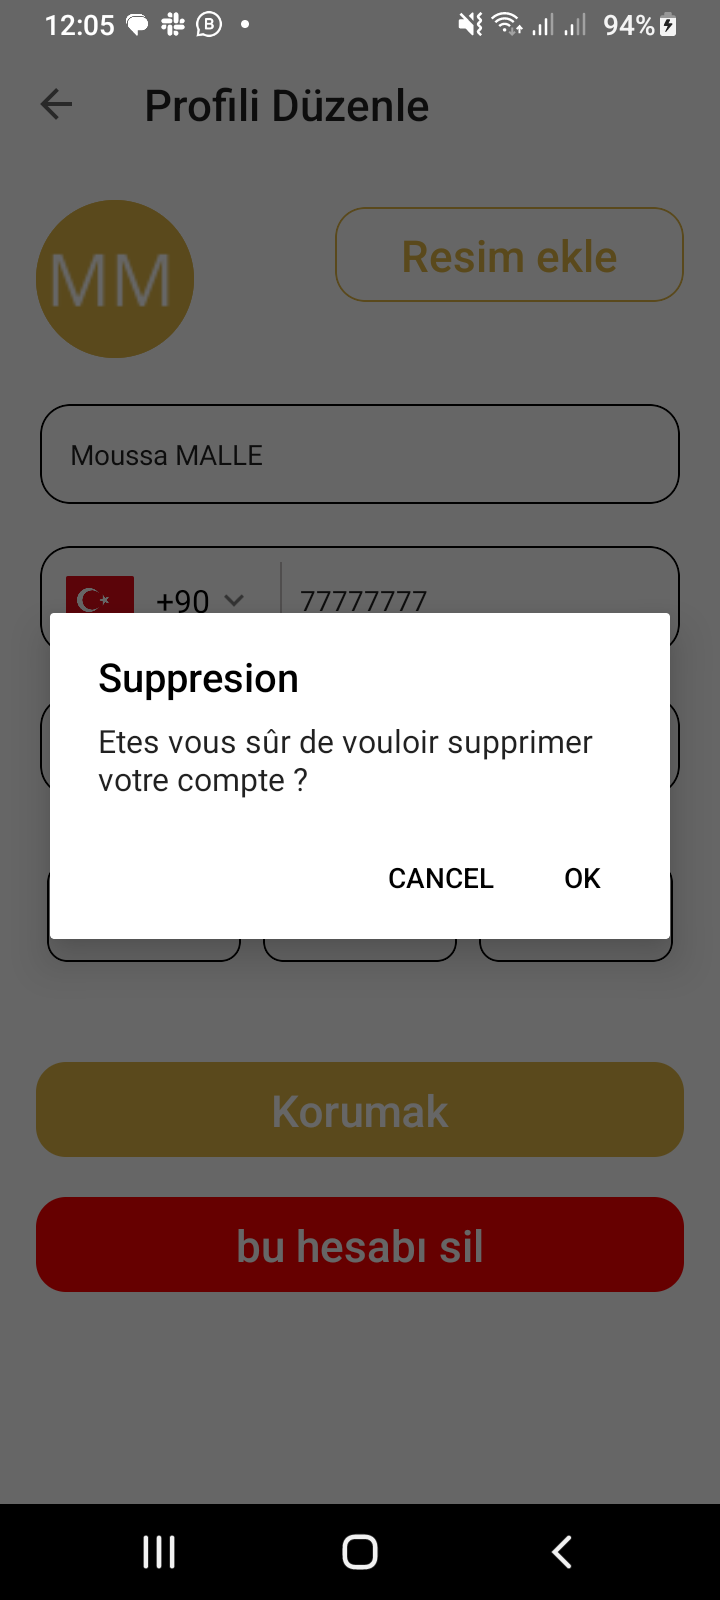 12:05
94%
Profili Düzenle
MM
Resim ekle
Moussa MALLE
+90
77777777
Suppresion
Etes vous sûr de vouloir supprimer
votre compte ?
CANCEL
OK
Korumak
bu hesabı sil